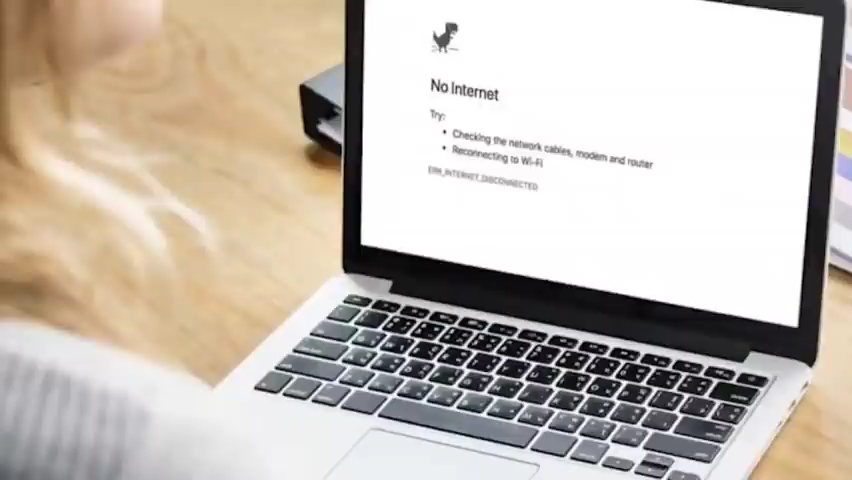 No Internet
Try:
• Checking the network cables, modem and router
• Reconnecting to Wi-Fi
ERR_INTERNET_DISCONNECTED